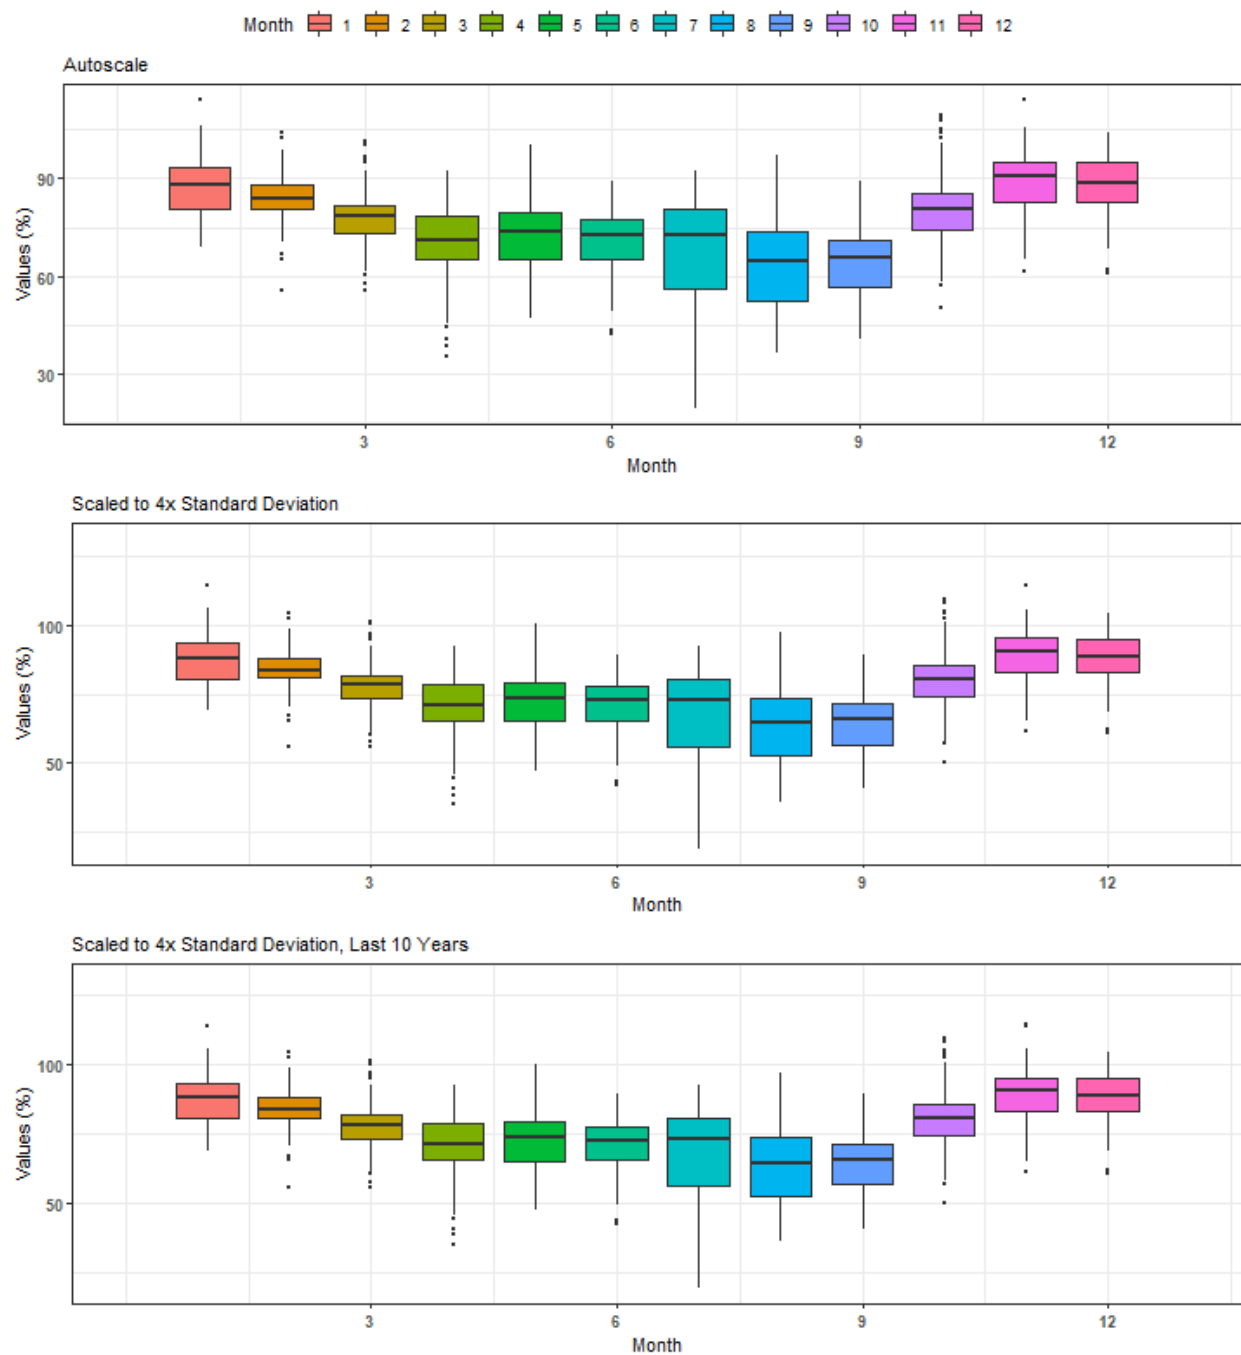 Month 1 2 3 4 5 6 7 8 9 10 11 12
Autoscale
Values (%)
90
60
30
3 6 9 12
Month
Scaled to 4x Standard Deviation
Values (%)
100
50
3 6 9 12
Month
Scaled to 4x Standard Deviation, Last 10 Years
Values (%)
100
50
3 6 9 12
Month